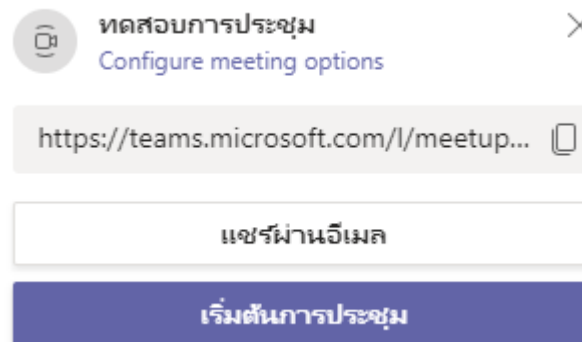 ทดสอบการประชุม
Configure meeting options
https://teams.microsoft.com/l/meetup...
แชร์ผ่านอีเมล
เริ่มต้นการประชุม